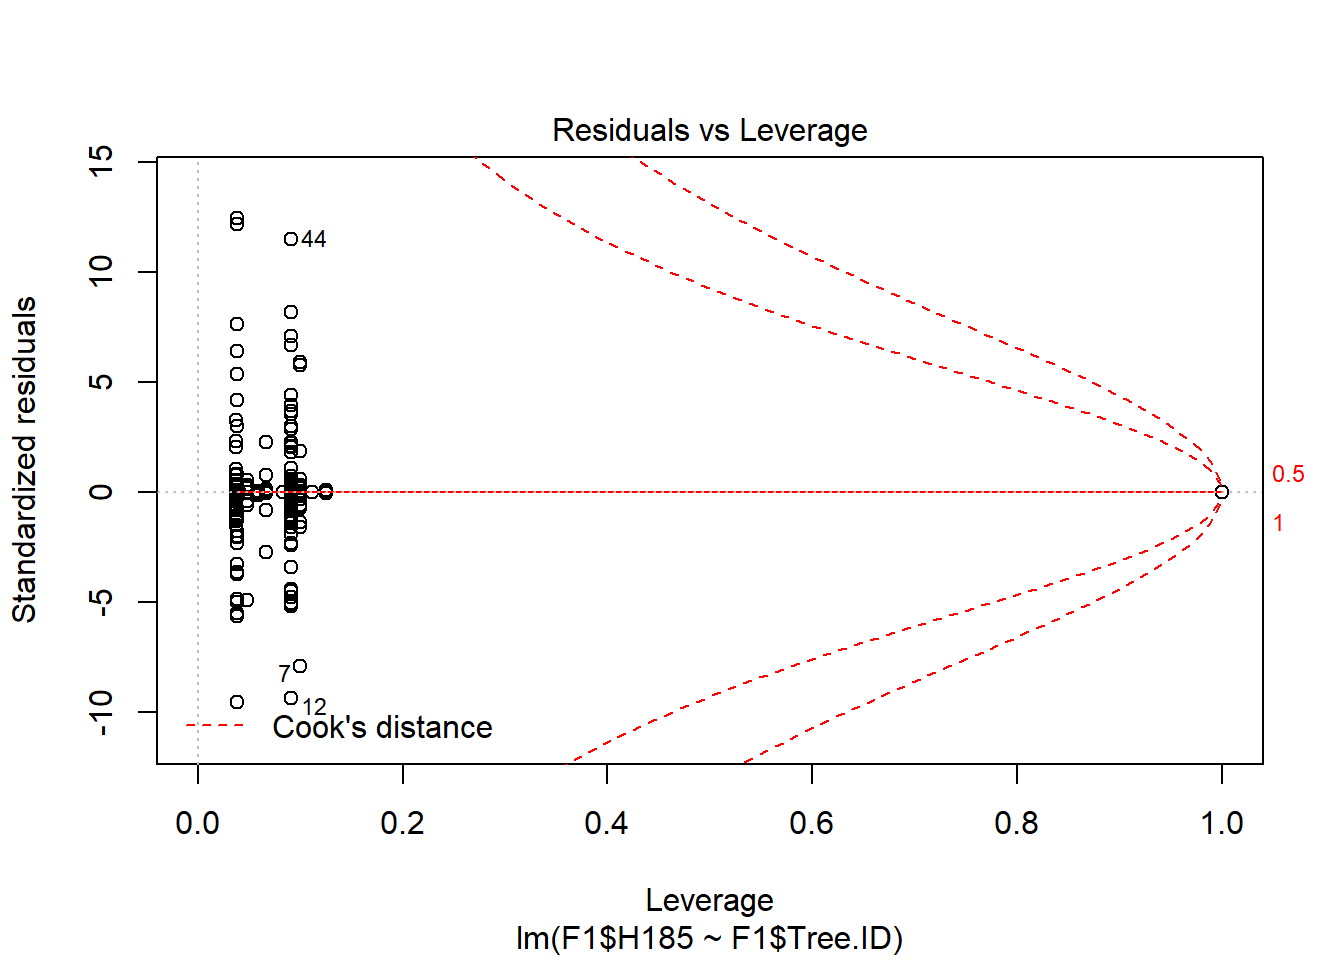 Residuals vs Leverage
Standardized residuals
15
10
5
0
-5
-10
44
7
12
0.5
1
Cook's distance
0.0 0.2 0.4 0.6 0.8 1.0
Leverage
lm(F1$H185 ~ F1$Tree.ID)